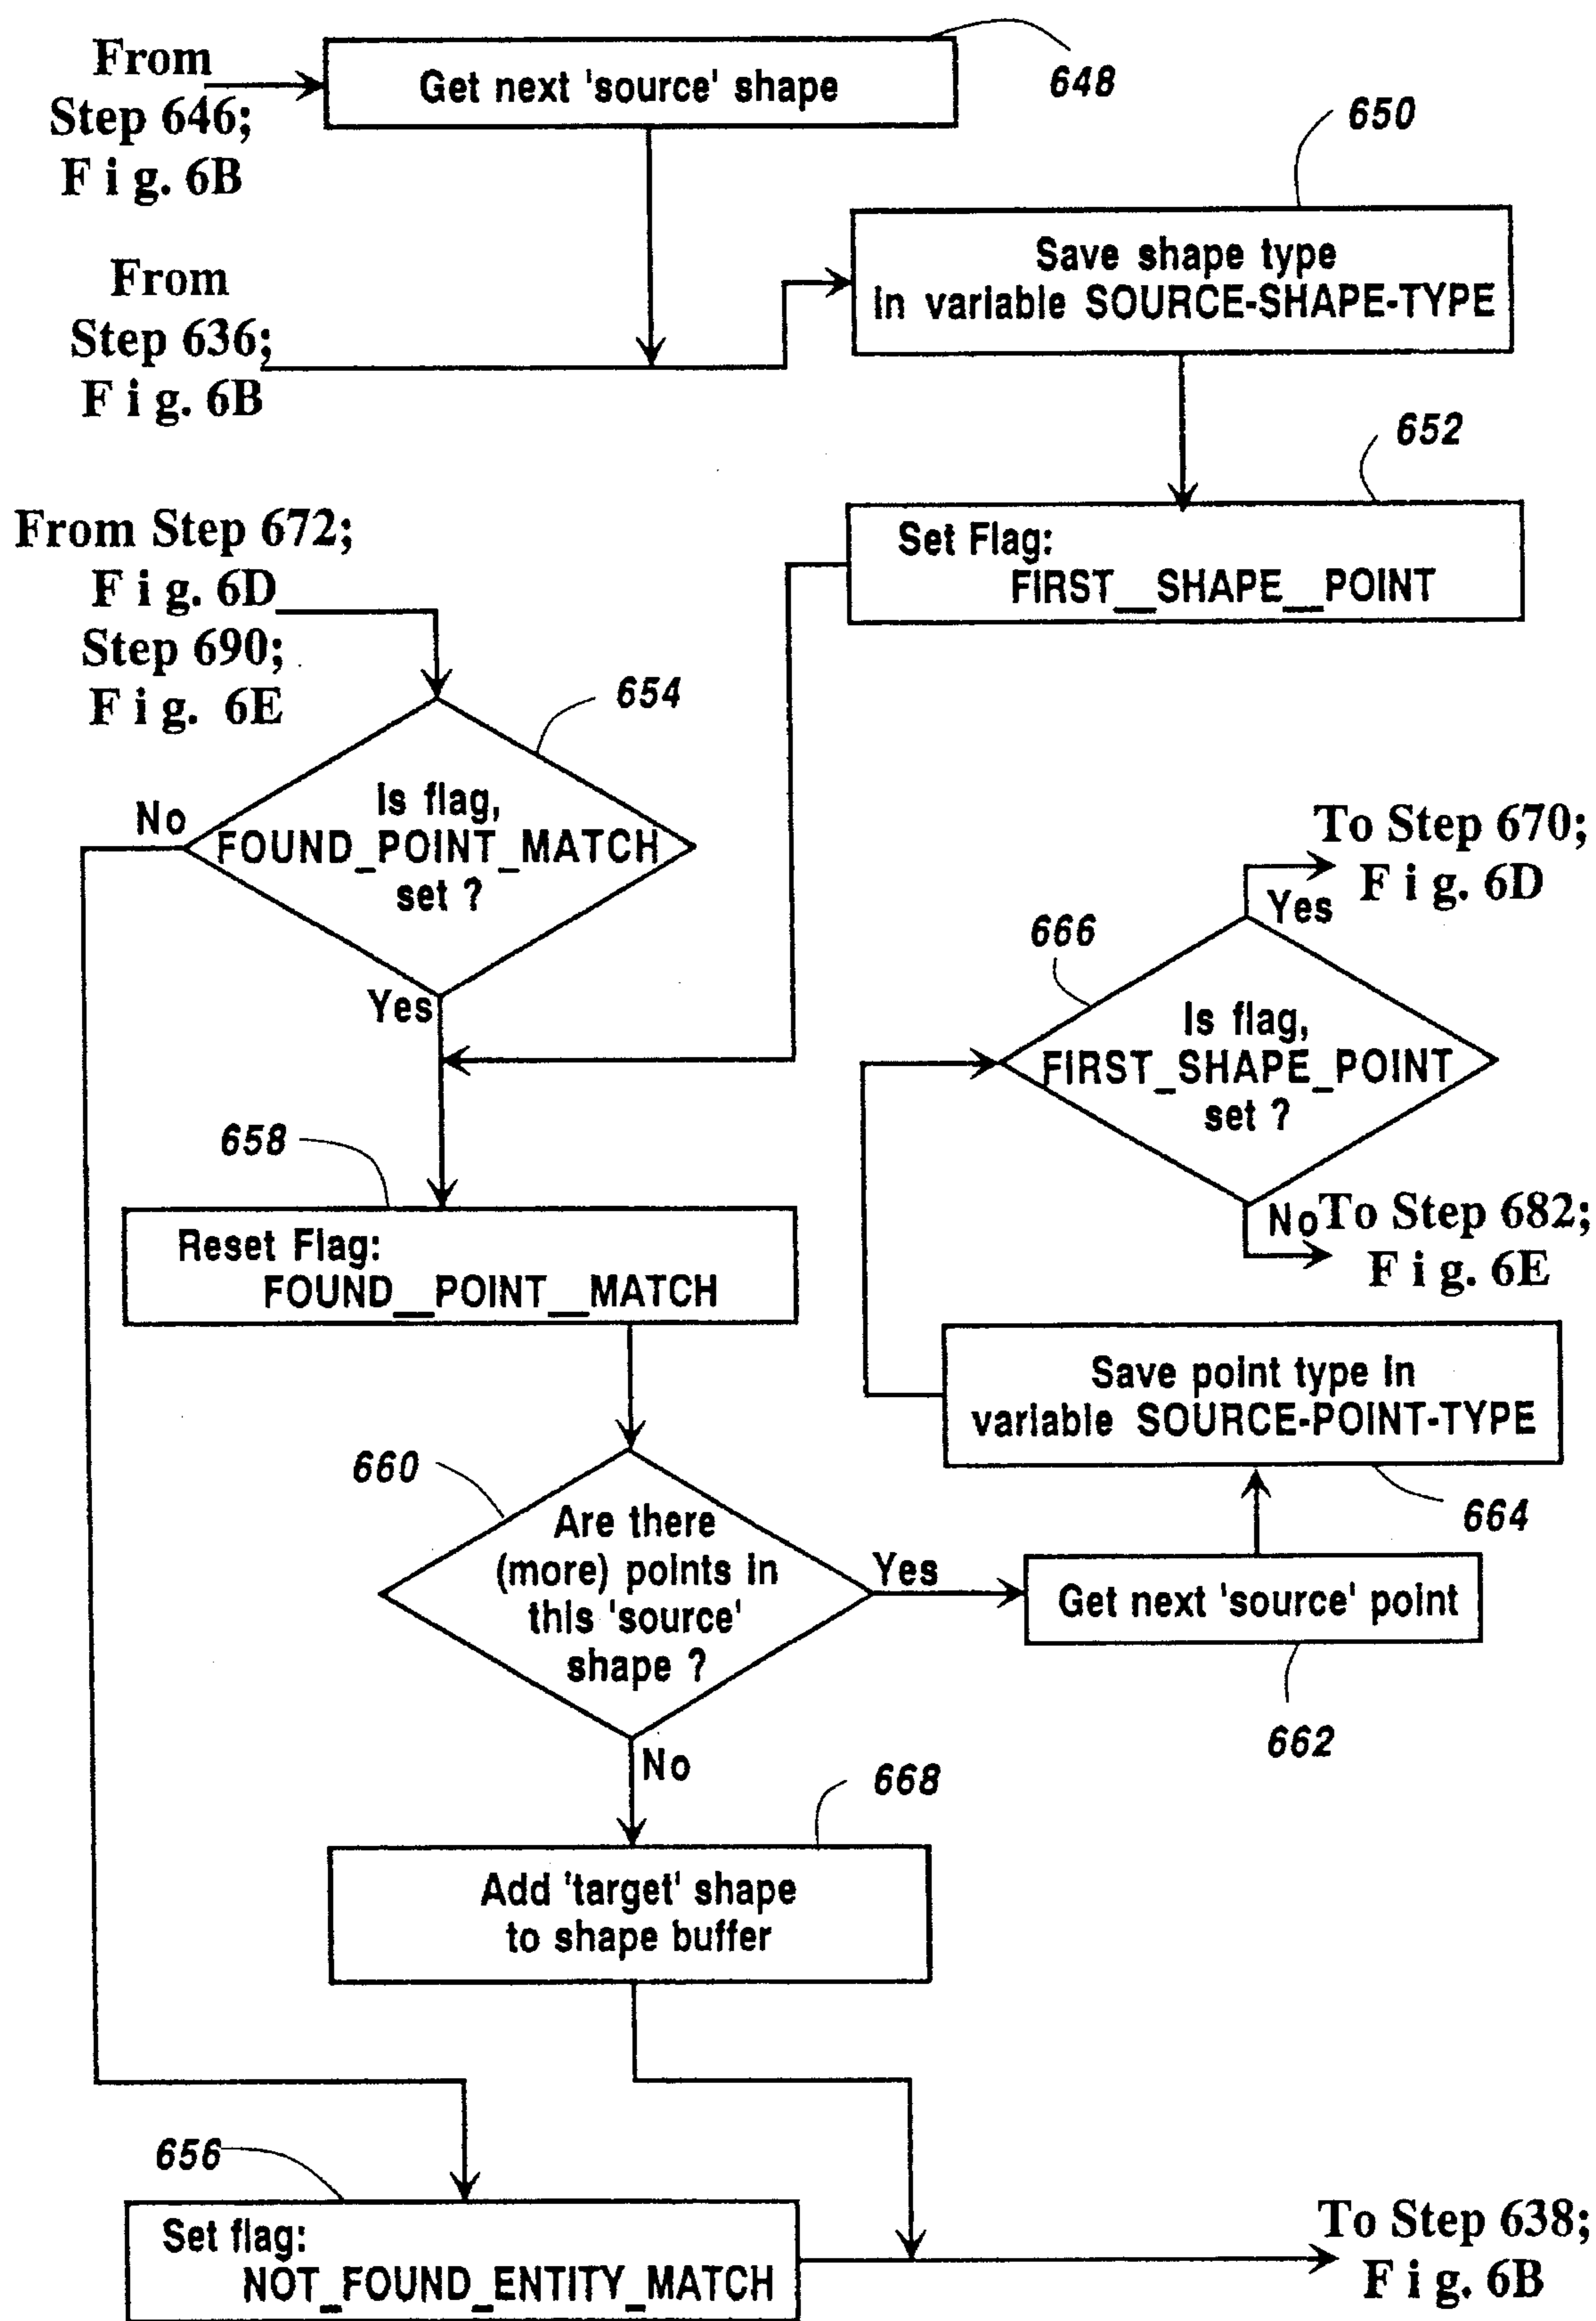 From
Step 646;
Fig. 6B
Get next 'source' shape
648
650
Save shape type
in variable SOURCE-SHAPE-TYPE
From
Step 636;
Fig. 6B
652
Set Flag:
FIRST__SHAPE__POINT
From Step 672;
Fig. 6D
Step 690;
Fig. 6E
654
Is flag,
FOUND_POINT_MATCH
set ?
No
Yes
To Step 670;
Fig. 6D
Yes
666
Is flag,
FIRST_SHAPE_POINT
set ?
No
To Step 682;
Fig. 6E
658
Reset Flag:
FOUND__POINT__MATCH
Save point type in
variable SOURCE-POINT-TYPE
664
660
Are there
(more) points in
this 'source'
shape ?
Yes
Get next 'source' point
662
No
668
Add 'target' shape
to shape buffer
656
Set flag:
NOT_FOUND_ENTITY_MATCH
To Step 638;
Fig. 6B